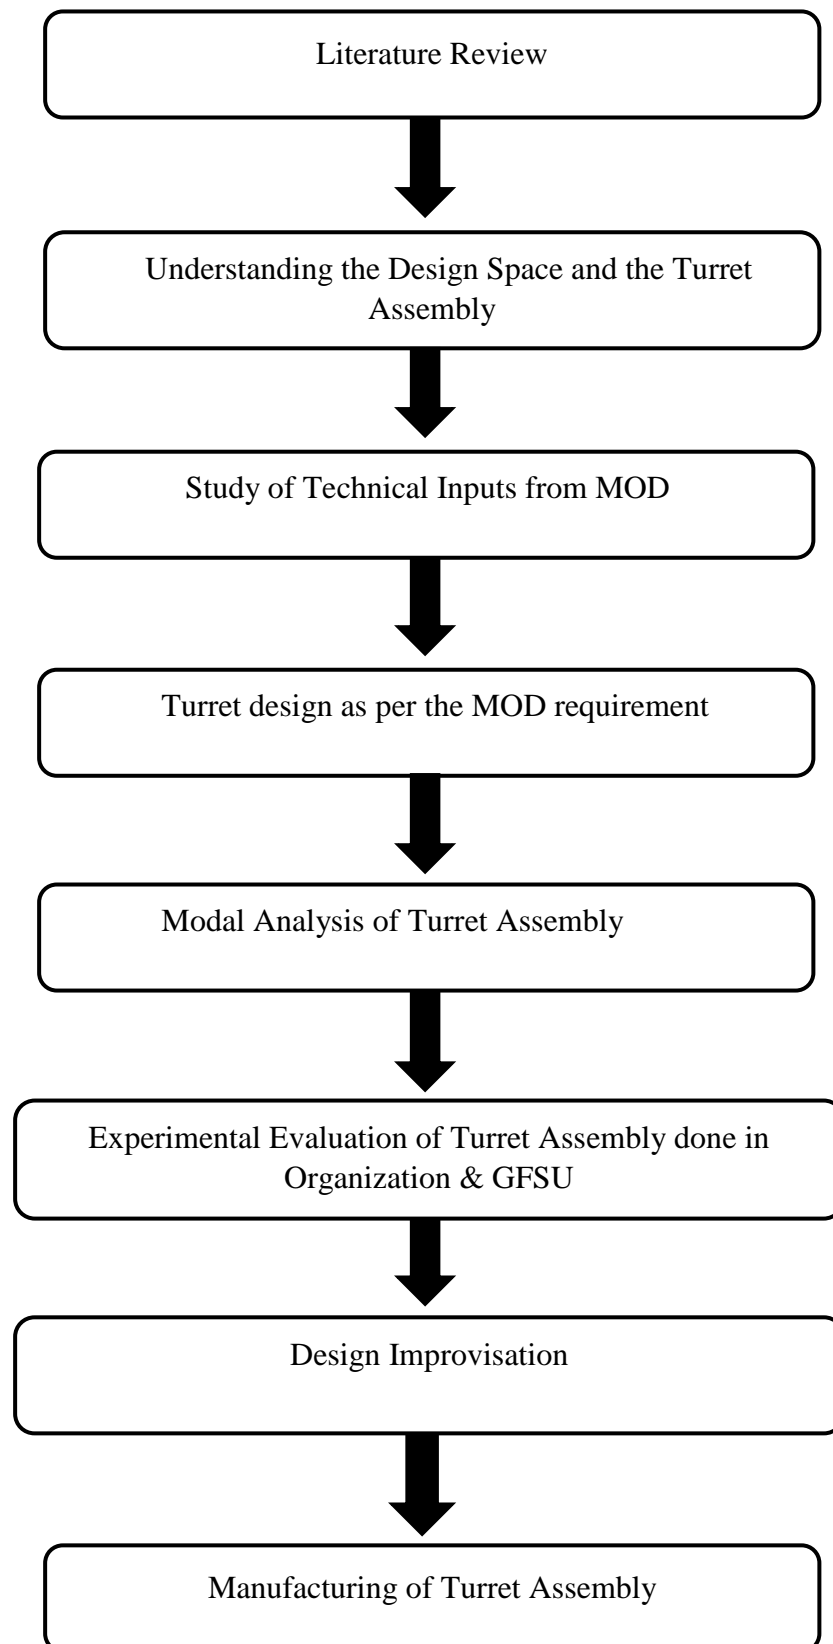 Literature Review
Understanding the Design Space and the Turret
Assembly
Study of Technical Inputs from MOD
Turret design as per the MOD requirement
Modal Analysis of Turret Assembly
Experimental Evaluation of Turret Assembly done in
Organization & GFSU
Design Improvisation
Manufacturing of Turret Assembly